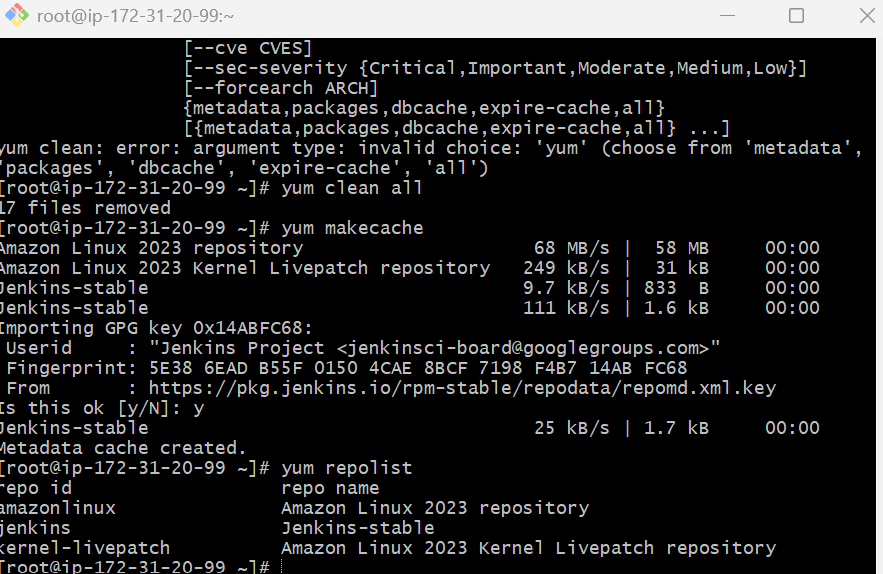 root@ip-172-31-20-99:~
[--cve CVES]
[--sec-severity {Critical,Important,Moderate,Medium,Low}]
[--forcearch ARCH]
{metadata,packages,dbcache,expire-cache,all}
[{metadata,packages,dbcache,expire-cache,all} ...]
yum clean: error: argument type: invalid choice: 'yum' (choose from 'metadata',
'packages', 'dbcache', 'expire-cache', 'all')
[root@ip-172-31-20-99 ~]# yum clean all
17 files removed
[root@ip-172-31-20-99 ~]# yum makecache
Amazon Linux 2023 repository 68 MB/s | 58 MB 00:00
Amazon Linux 2023 Kernel Livepatch repository 249 kB/s | 31 kB 00:00
Jenkins-stable 9.7 kB/s | 833 B 00:00
Jenkins-stable 111 kB/s | 1.6 kB 00:00
Importing GPG key 0x14ABFC68:
Userid : "Jenkins Project <jenkinsci-board@googlegroups.com>"
Fingerprint: 5E38 6EAD B55F 0150 4CAE 8BCF 7198 F4B7 14AB FC68
From : https://pkg.jenkins.io/rpm-stable/repodata/repomd.xml.key
Is this ok [y/N]: y
Jenkins-stable 25 kB/s | 1.7 kB 00:00
Metadata cache created.
[root@ip-172-31-20-99 ~]# yum repolist
repo id repo name
amazonlinux Amazon Linux 2023 repository
jenkins Jenkins-stable
kernel-livepatch Amazon Linux 2023 Kernel Livepatch repository
[root@ip-172-31-20-99 ~]#